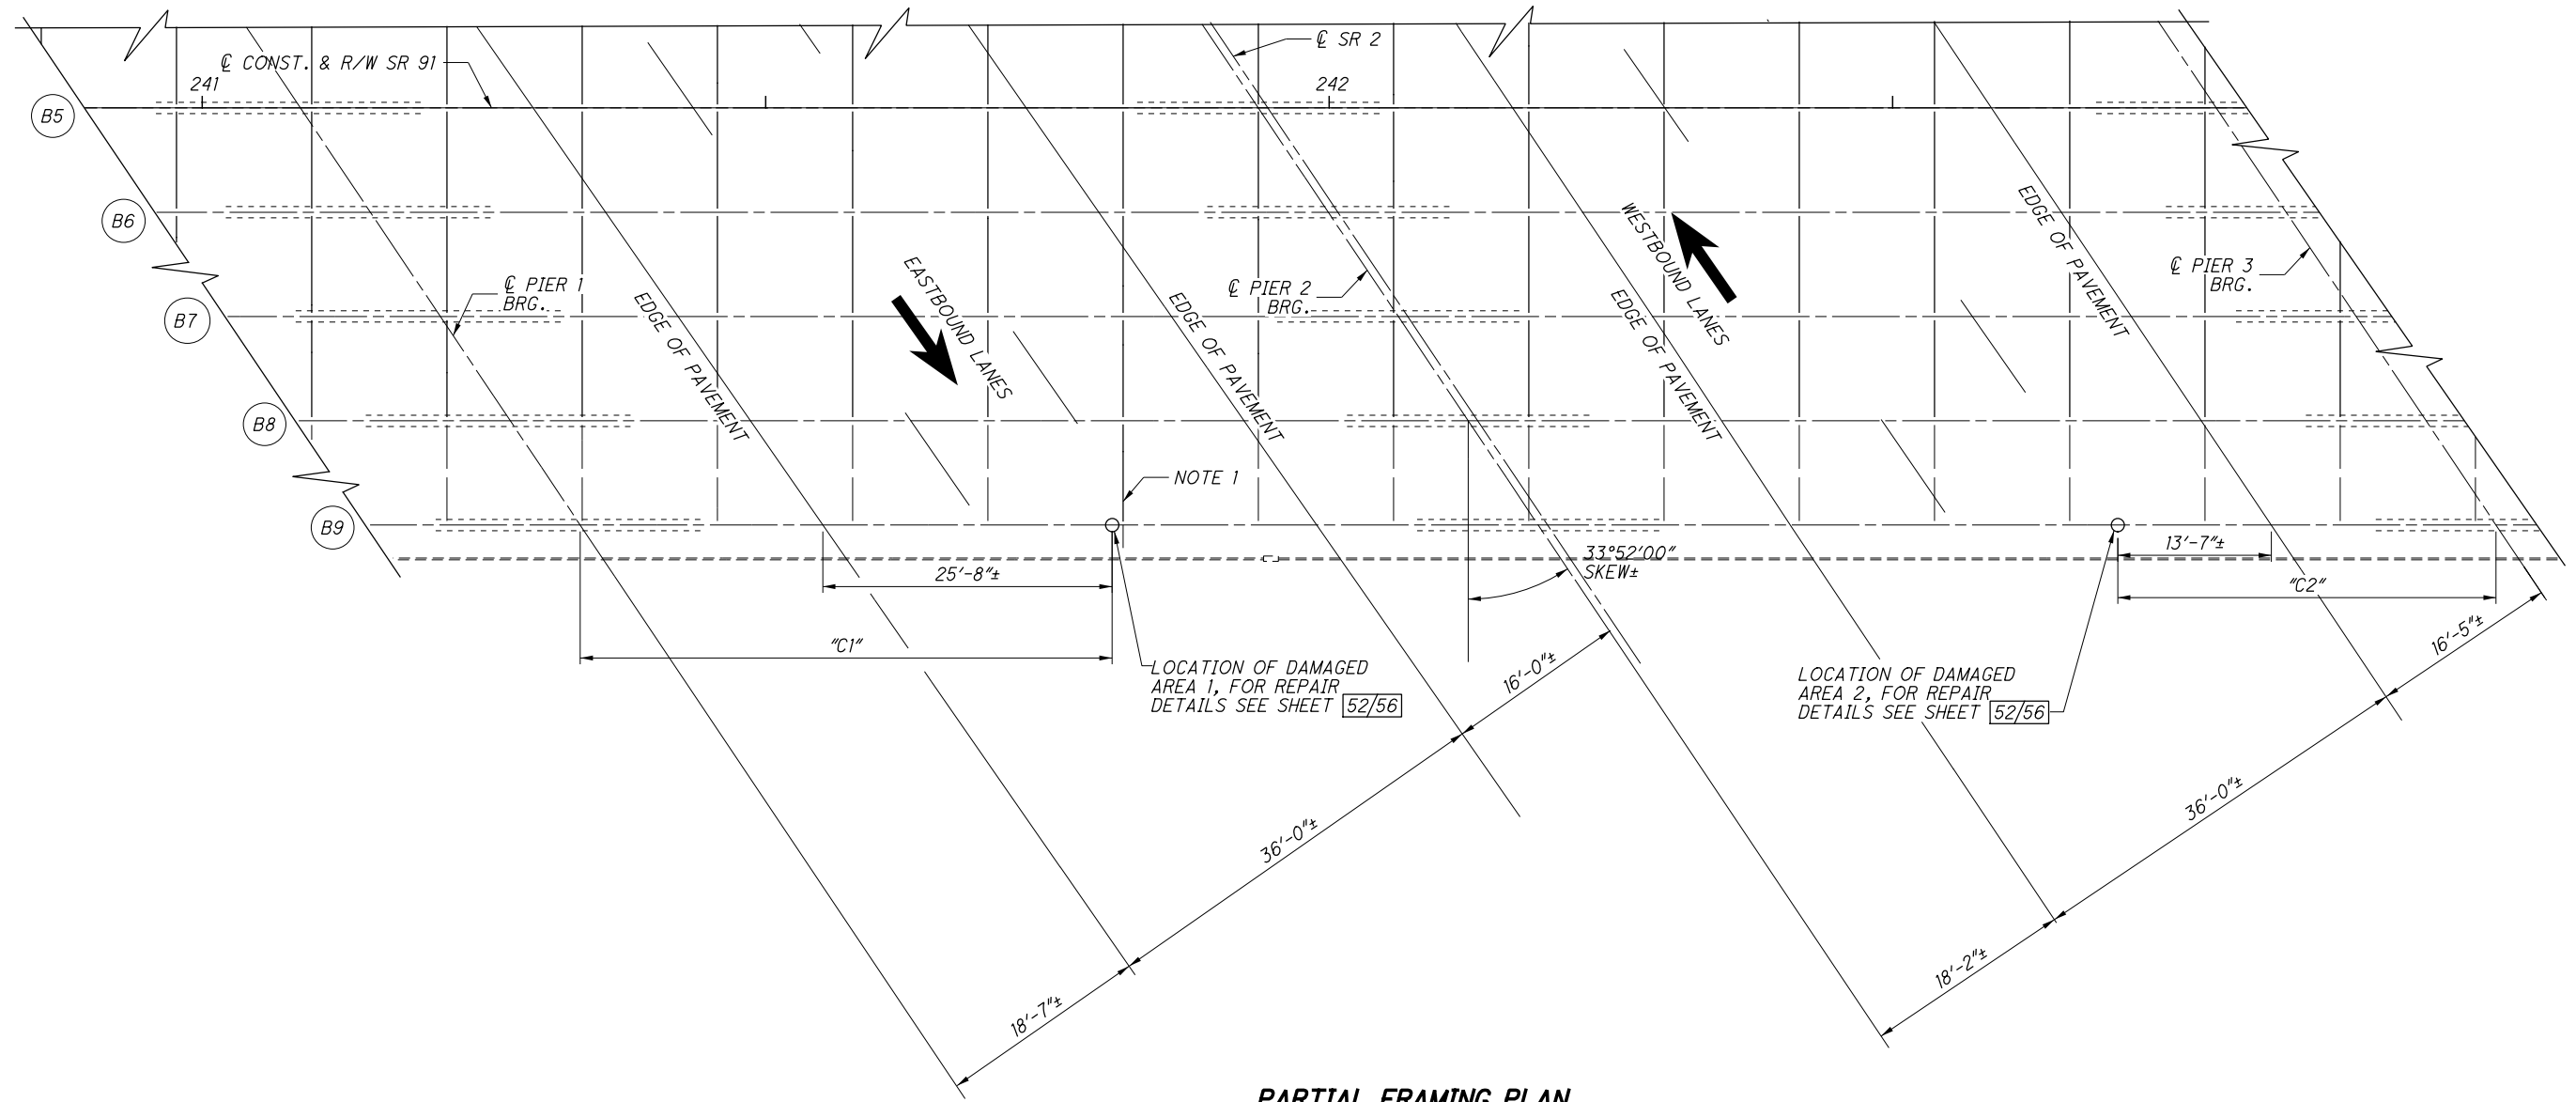 ℄ SR 2
℄ CONST. & R/W SR 91
241
242
B5
B6
B7
B8
B9
℄ PIER 1
BRG.
EDGE OF PAVEMENT
EASTBOUND LANES
EDGE OF PAVEMENT
℄ PIER 2
BRG.
WESTBOUND LANES
EDGE OF PAVEMENT
EDGE OF PAVEMENT
℄ PIER 3
BRG.
NOTE 1
33°52'00"
SKEW±
25'-8"±
13'-7"±
"C1"
"C2"
LOCATION OF DAMAGED
AREA 1, FOR REPAIR
DETAILS SEE SHEET 52/56
LOCATION OF DAMAGED
AREA 2, FOR REPAIR
DETAILS SEE SHEET 52/56
16'-0"±
16'-5"±
36'-0"±
36'-0"±
18'-7"±
18'-2"±
PARTIAL FRAMING PLAN